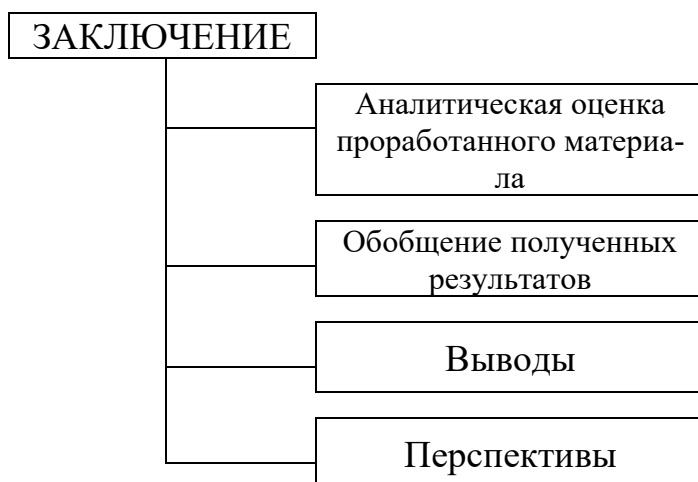 ЗАКЛЮЧЕНИЕ
Аналитическая оценка
проработанного материа-
ла
Обобщение полученных
результатов
Выводы
Перспективы